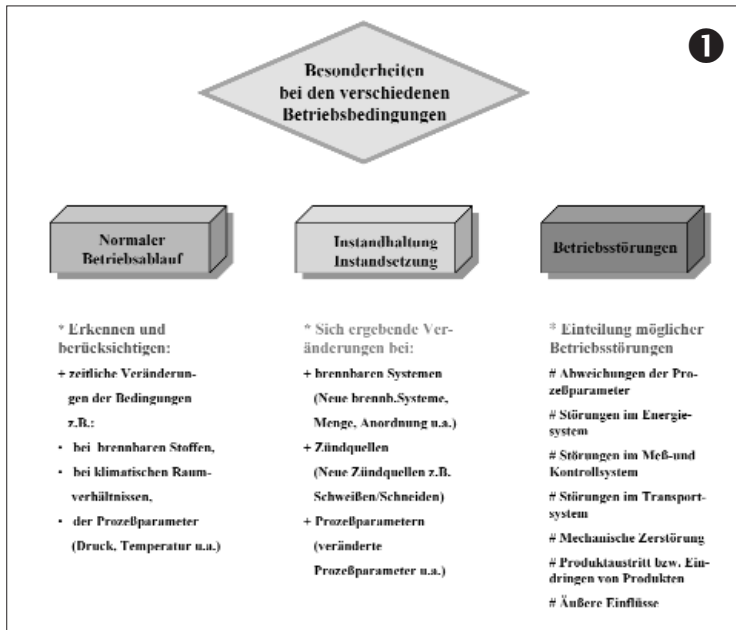 ❶
Besonderheiten
bei den verschiedenen
Betriebsbedingungen
Normaler
Betriebsablauf
* Erkennen und
berücksichtigen:
+ zeitliche Veränderun-
gen der Bedingungen
z.B.:
· bei brennbaren Stoffen,
· bei klimatischen Raum-
verhältnissen,
· der Prozeßparameter
(Druck, Temperatur u.a.)
Instandhaltung
Instandsetzung
* Sich ergebende Ver-
änderungen bei:
+ brennbaren Systemen
(Neue brennb.Systeme,
Menge, Anordnung u.a.)
+ Zündquellen
(Neue Zündquellen z.B.
Schweißen/Schneiden)
+ Prozeßparametern
(veränderte
Prozeßparameter u.a.)
Betriebsstörungen
* Einteilung möglicher
Betriebsstörungen
# Abweichungen der Pro-
zeßparameter
# Störungen im Energie-
system
# Störungen im Meß-und
Kontrollsystem
# Störungen im Transport-
system
# Mechanische Zerstörung
# Produktaustritt bzw. Ein-
dringen von Produkten
# Äußere Einflüsse